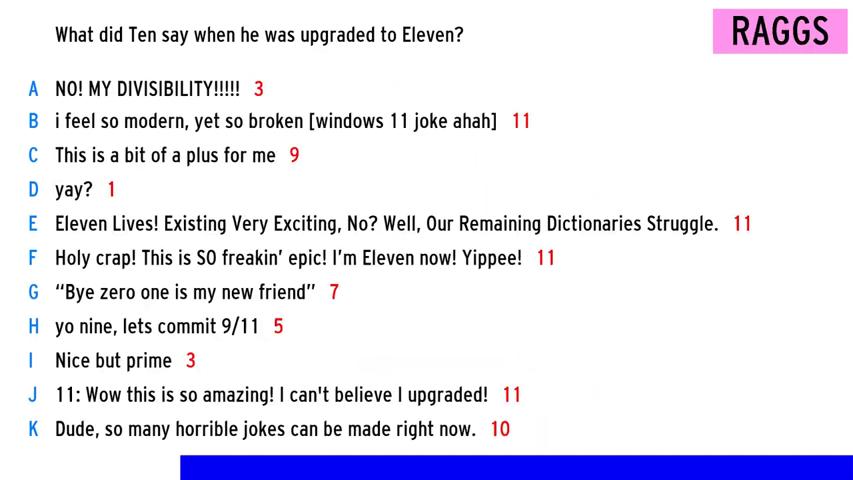 What did Ten say when he was upgraded to Eleven?
RAGGS
A NO! MY DIVISIBILITY!!!!! 3
B i feel so modern, yet so broken [windows 11 joke ahah] 11
C This is a bit of a plus for me 9
D yay? 1
E Eleven Lives! Existing Very Exciting, No? Well, Our Remaining Dictionaries Struggle. 11
F Holy crap! This is SO freakin’ epic! I’m Eleven now! Yippee! 11
G “Bye zero one is my new friend” 7
H yo nine, lets commit 9/11 5
I Nice but prime 3
J 11: Wow this is so amazing! I can't believe I upgraded! 11
K Dude, so many horrible jokes can be made right now. 10